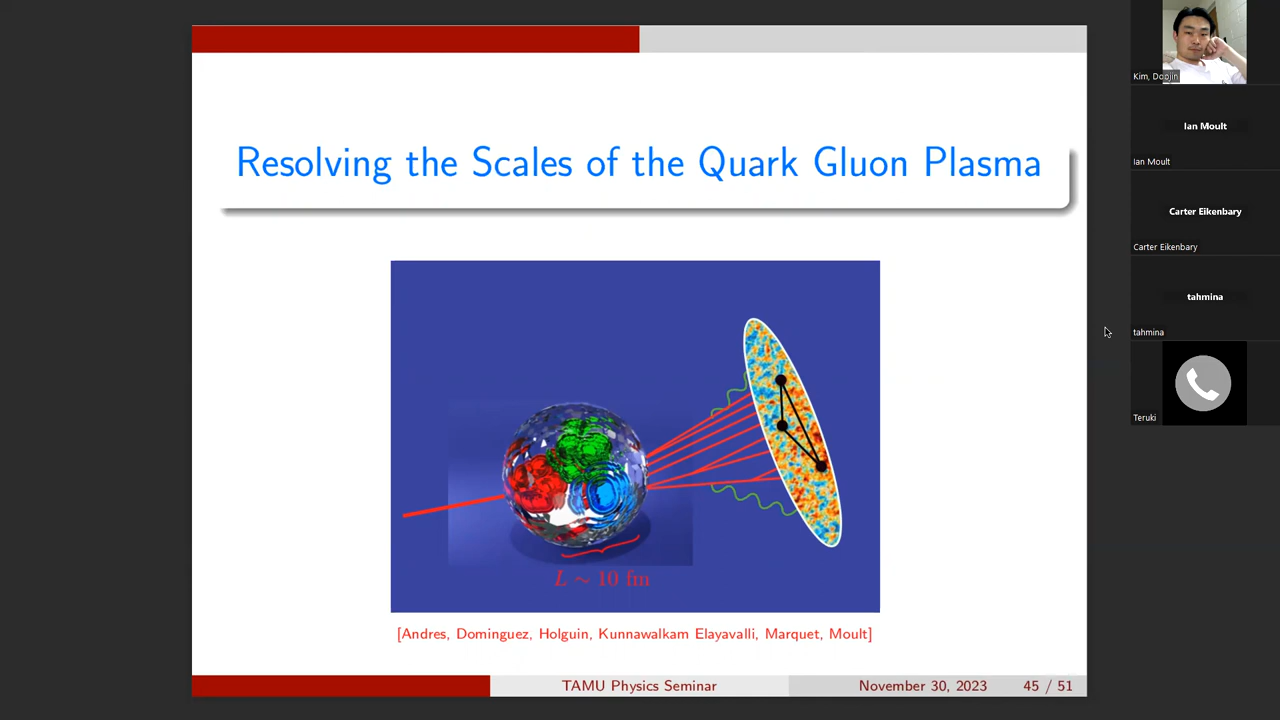 Resolving the Scales of the Quark Gluon Plasma
L ∼ 10 fm
[Andres, Dominguez, Holguin, Kunnawalkam Elayavalli, Marquet, Moult]
TAMU Physics Seminar
November 30, 2023
45 / 51
Kim, Doojin
Ian Moult
Ian Moult
Carter Eikenbary
Carter Eikenbary
tahmina
tahmina
Teruki